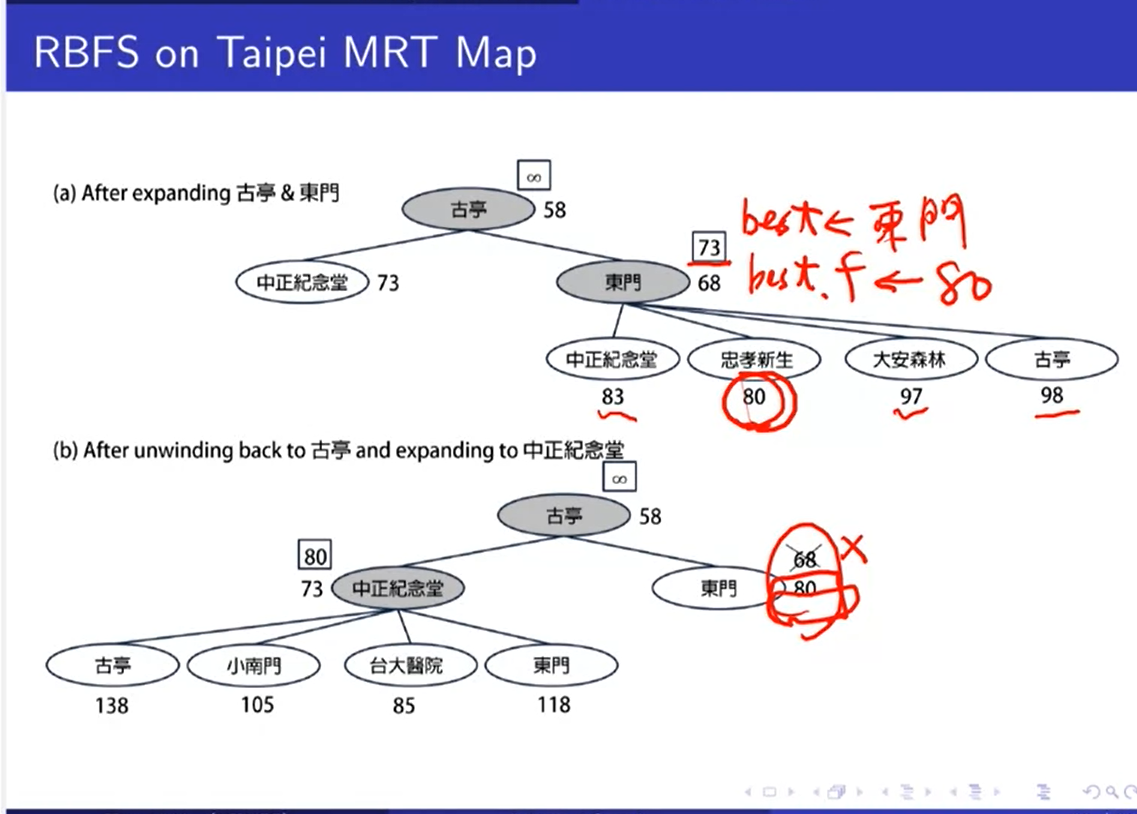 RBFS on Taipei MRT Map
∞
(a) After expanding 古亭 & 東門
古亭 58
best ← 東門
73
中正紀念堂 73
東門 68
best.f ← 80
中正紀念堂 忠孝新生 大安森林 古亭
83 80 97 98
(b) After unwinding back to 古亭 and expanding to 中正紀念堂
∞
古亭 58
80
68 X
73 中正紀念堂
東門 80
古亭 小南門 台大醫院 東門
138 105 85 118